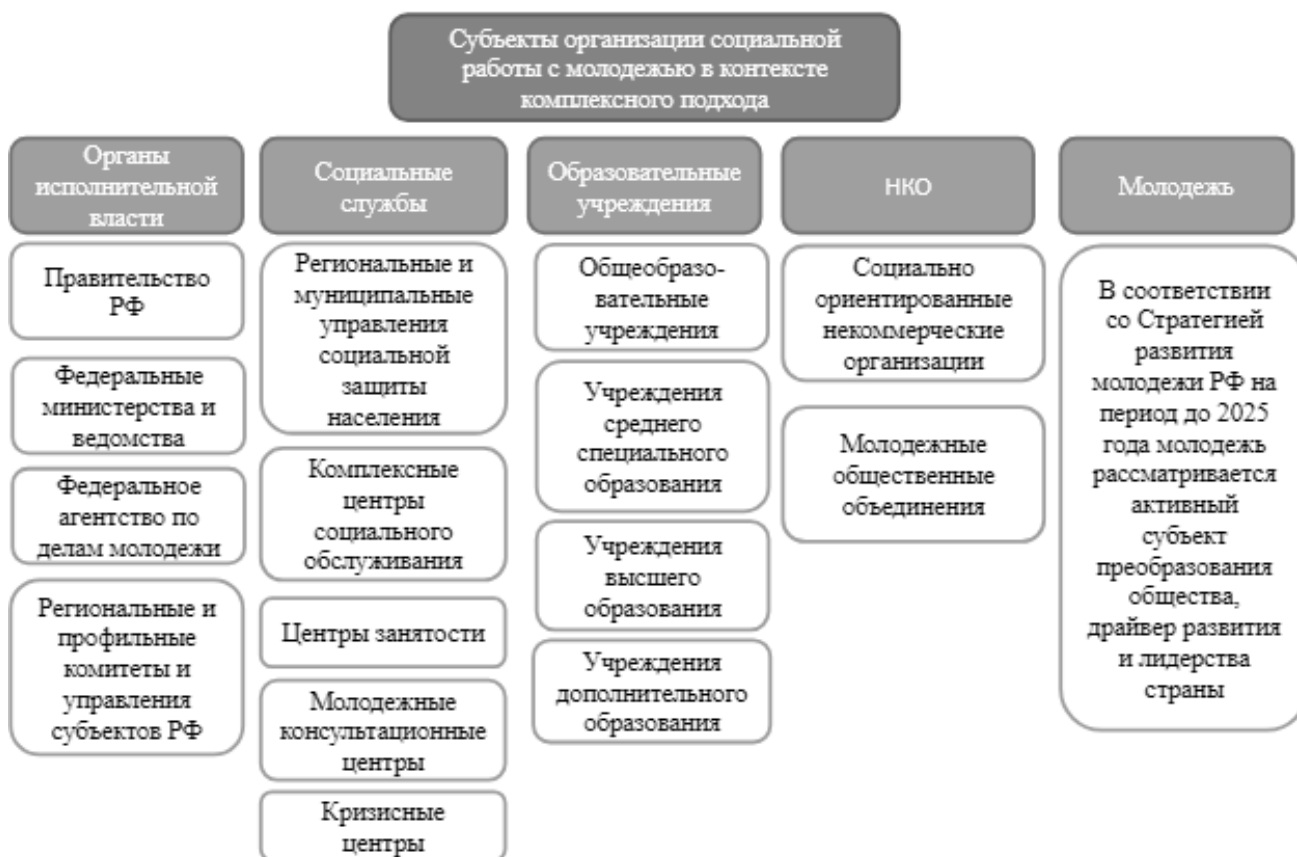 Субъекты организации социальной
работы с молодежью в контексте
комплексного подхода
Органы
исполнительной
власти
Правительство
РФ
Федеральные
министерства и
ведомства
Федеральное
агентство по
делам молодежи
Региональные и
профильные
комитеты и
управления
субъектов РФ
Социальные
службы
Региональные и
муниципальные
управления
социальной
защиты
населения
Комплексные
центры
социального
обслуживания
Центры занятости
Молодежные
консультационные
центры
Кризисные
центры
Образовательные
учреждения
Общеобразо-
вательные
учреждения
Учреждения
среднего
специального
образования
Учреждения
высшего
образования
Учреждения
дополнительного
образования
НКО
Социально
ориентированные
некоммерческие
организации
Молодежные
общественные
объединения
Молодежь
В соответствии
со Стратегией
развития
молодежи РФ на
период до 2025
года молодежь
рассматривается
активный
субъект
преобразования
общества,
драйвер развития
и лидерства
страны